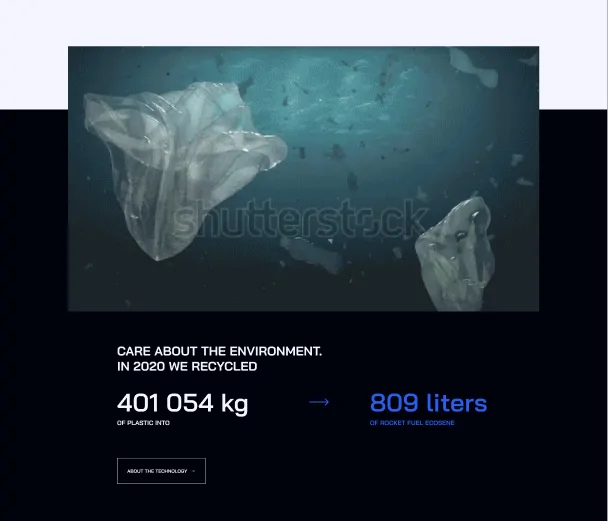 shutterstock
CARE ABOUT THE ENVIRONMENT.
IN 2020 WE RECYCLED
401 054 kg
OF PLASTIC INTO
→
809 liters
OF ROCKET FUEL ECOSENE
ABOUT THE TECHNOLOGY →